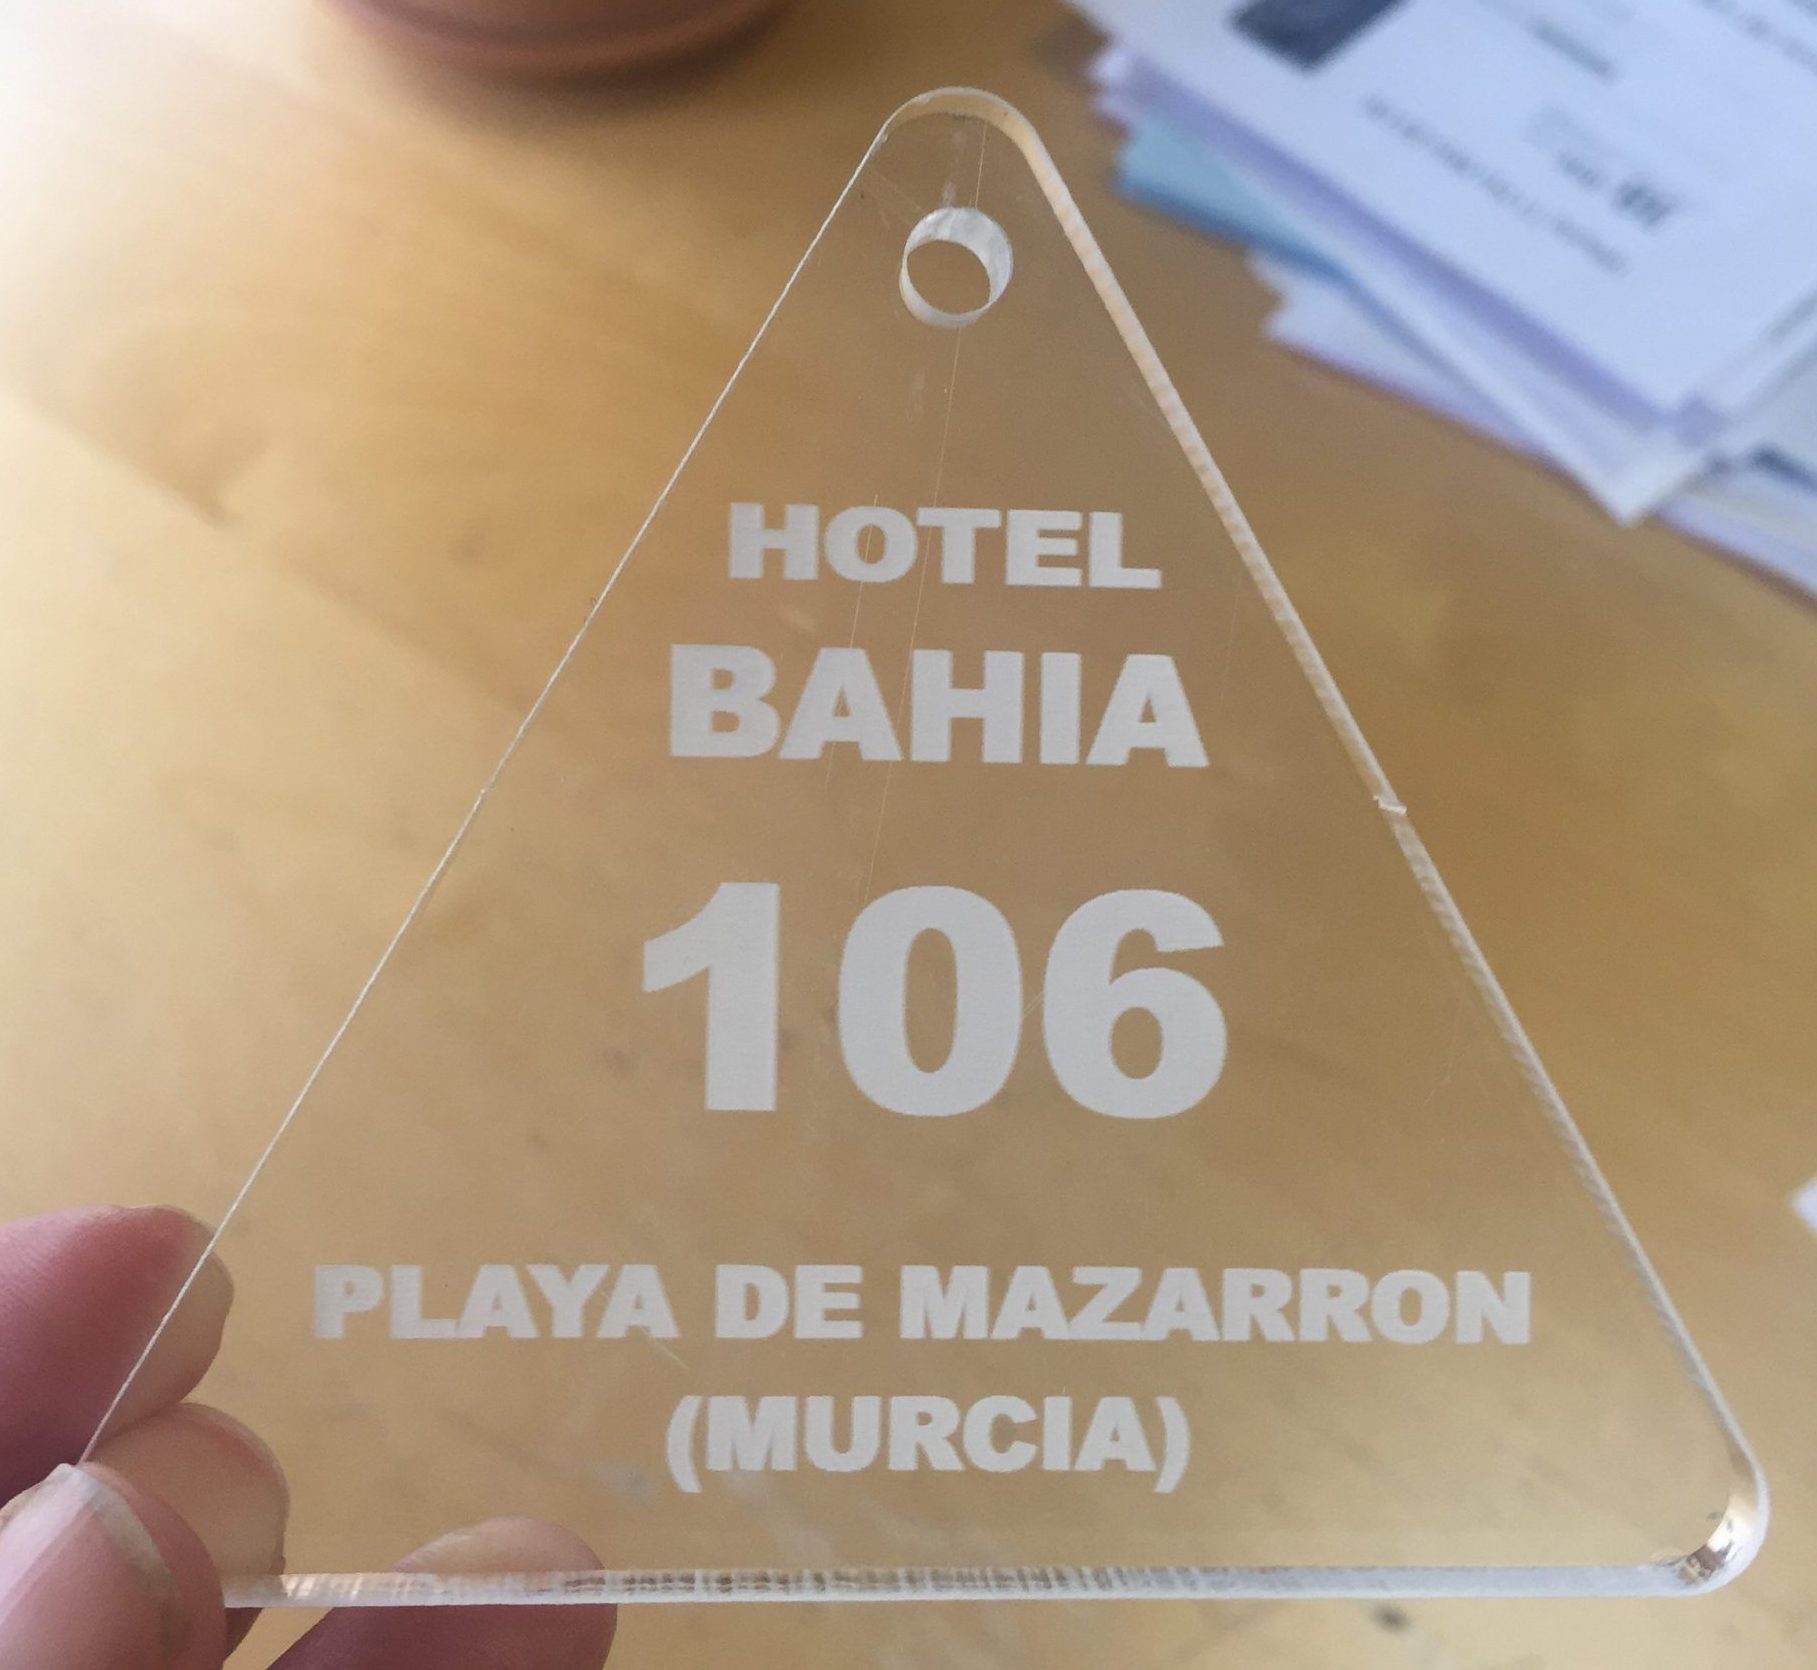 HOTEL
BAHIA
106
PLAYA DE MAZARRON
(MURCIA)